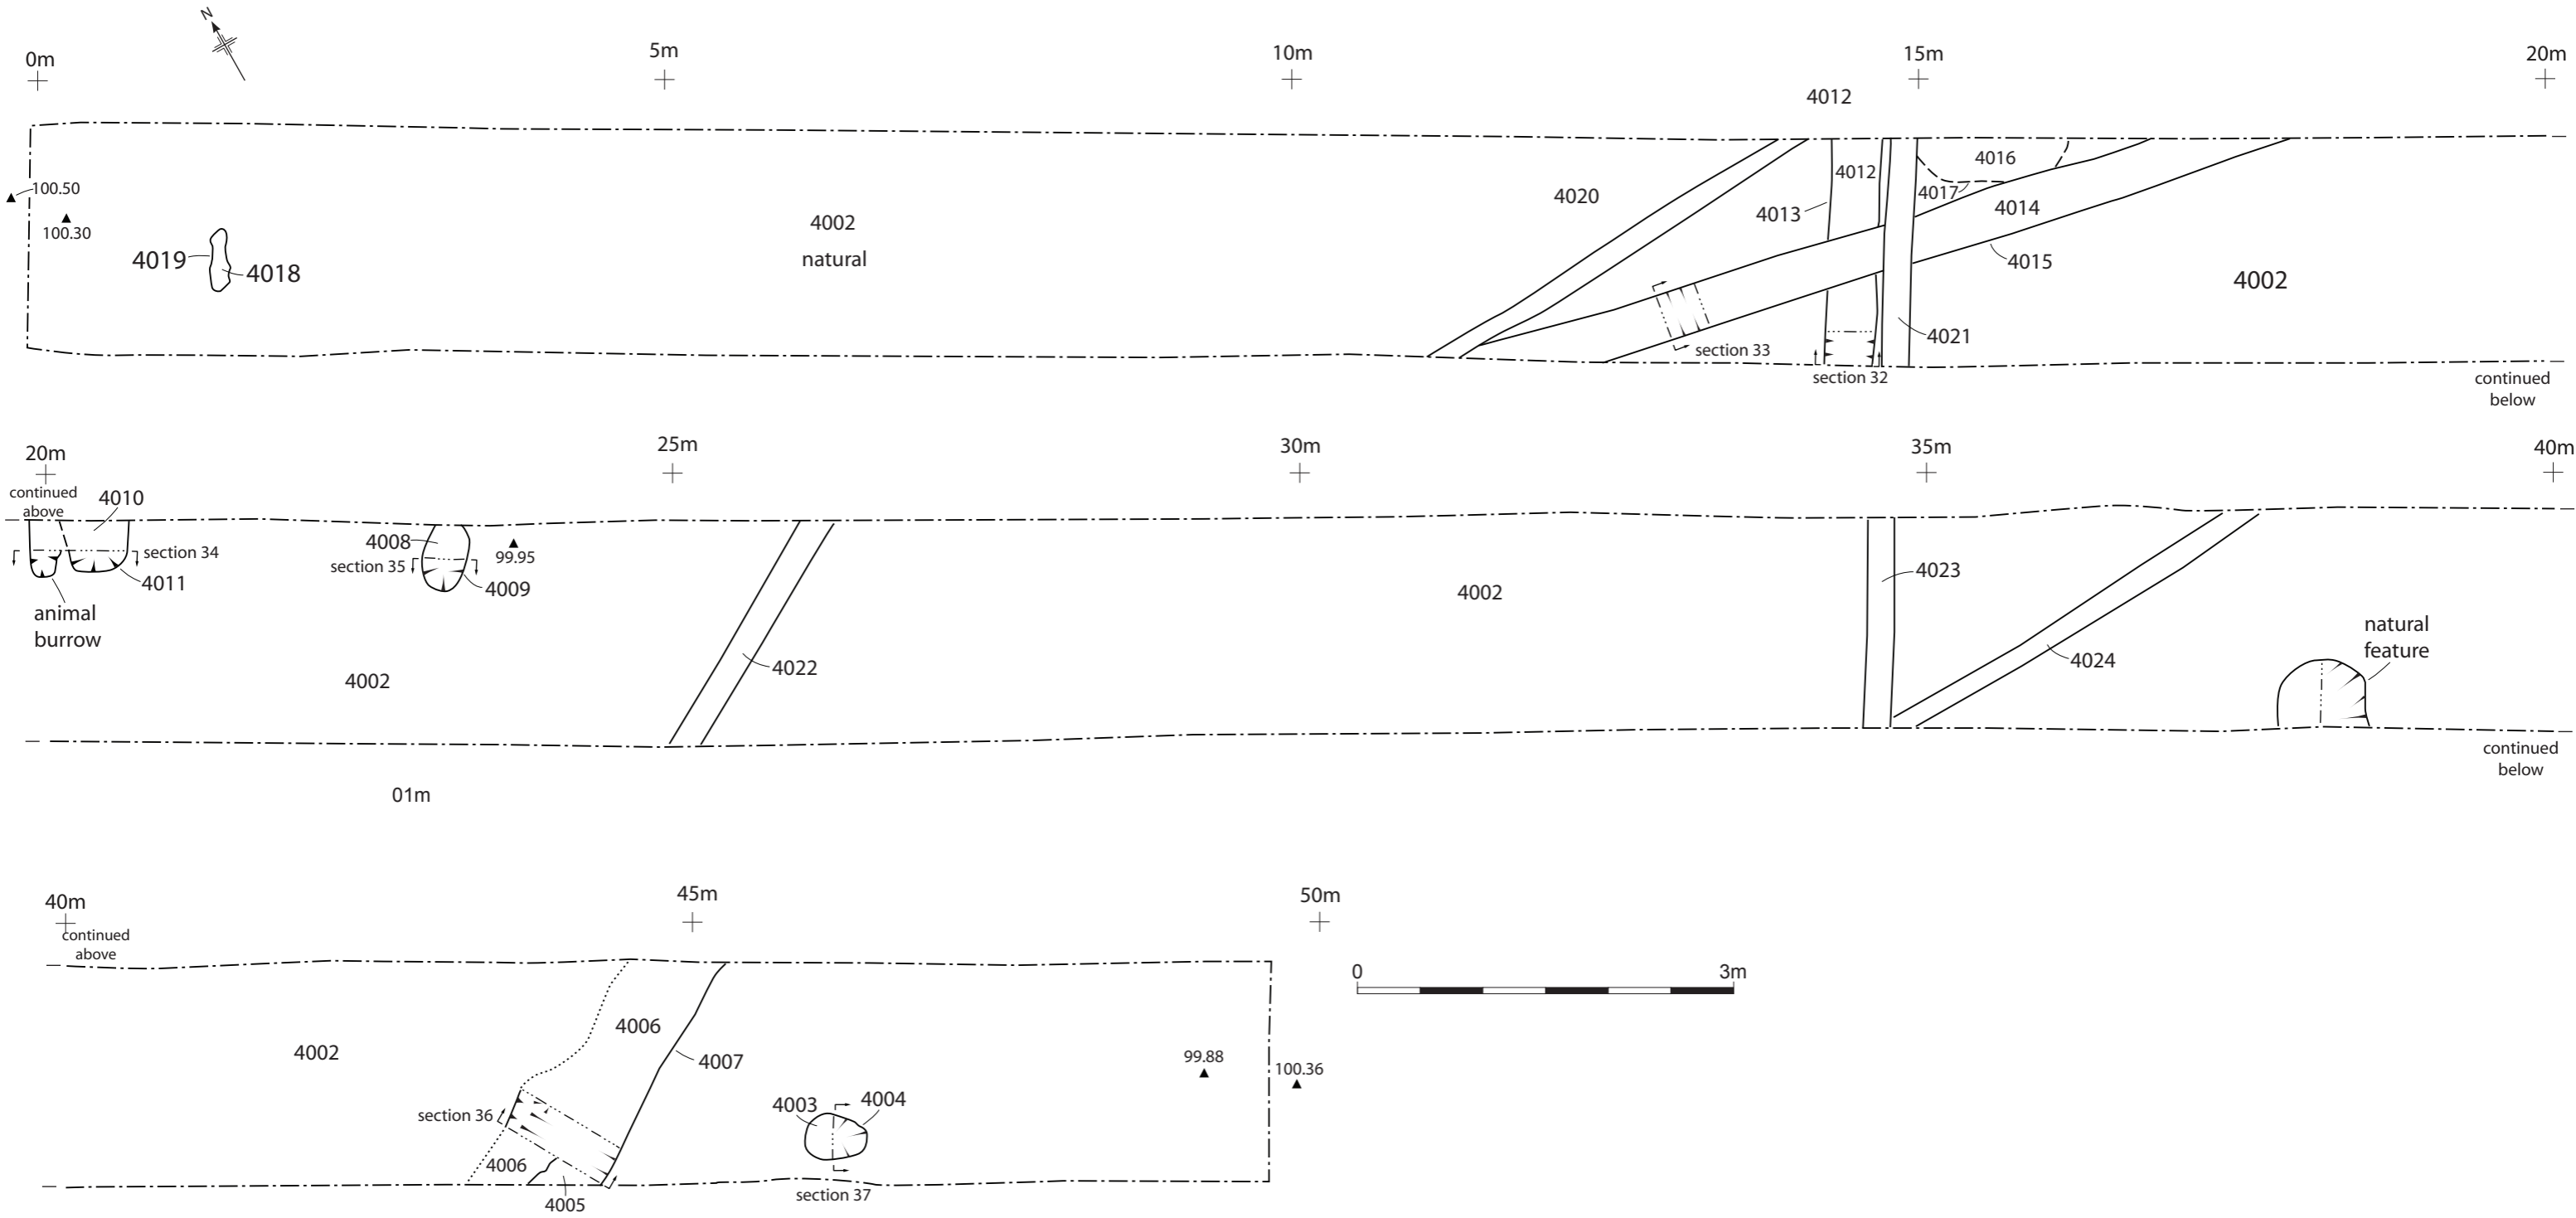 N
0m
5m
10m
15m
20m
4012
100.50
100.30
4019
4018
4002
natural
4020
4013
4012
4016
4017
4014
4015
4002
4021
section 33
section 32
continued
below
20m
25m
30m
35m
40m
continued
above
4010
section 34
4011
animal
burrow
4008
section 35
99.95
4009
4002
4022
4002
4023
4024
natural
feature
continued
below
01m
40m
45m
50m
continued
above
0
3m
4002
4006
4007
section 36
4006
4005
4003
4004
section 37
99.88
100.36